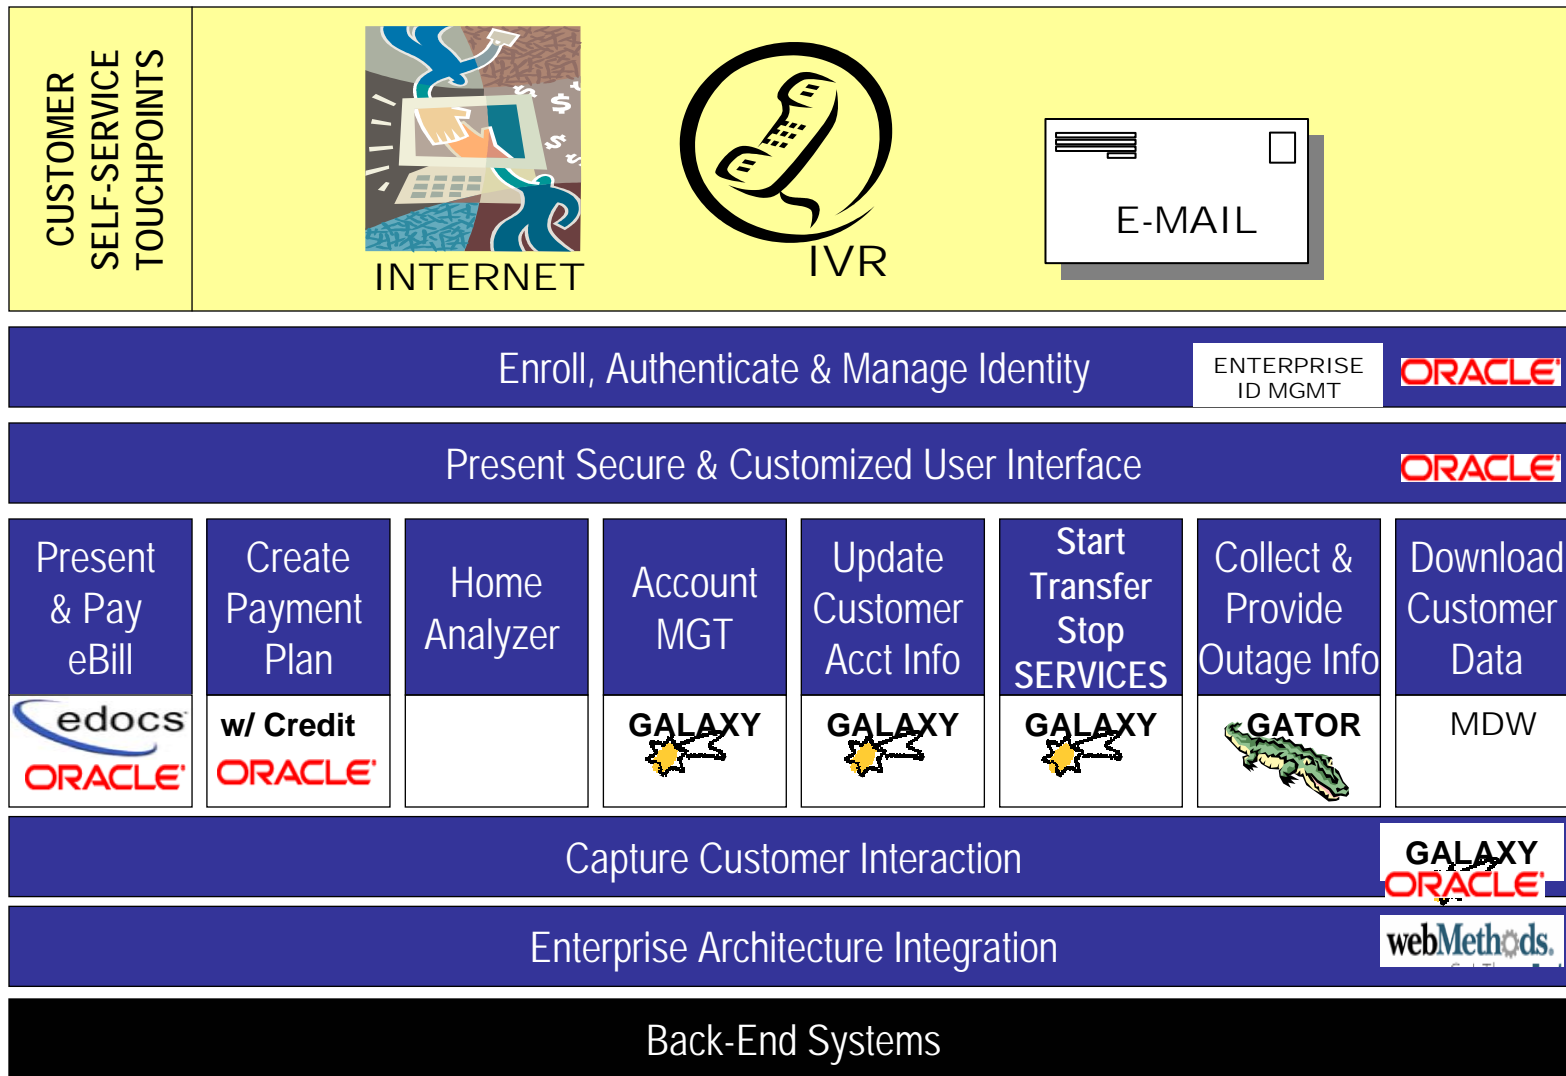 CUSTOMER
SELF-SERVICE
TOUCHPOINTS
INTERNET
IVR
E-MAIL
Enroll, Authenticate & Manage Identity
ENTERPRISE
ID MGMT
ORACLE
Present Secure & Customized User Interface
ORACLE
Present
& Pay
eBill
Create
Payment
Plan
Home
Analyzer
Account
MGT
Update
Customer
Acct Info
Start
Transfer
Stop
SERVICES
Collect &
Provide
Outage Info
Download
Customer
Data
edocs
ORACLE
w/ Credit
ORACLE
GALAXY
GALAXY
GALAXY
GATOR
MDW
Capture Customer Interaction
GALAXY
ORACLE
Enterprise Architecture Integration
webMethods.
Back-End Systems